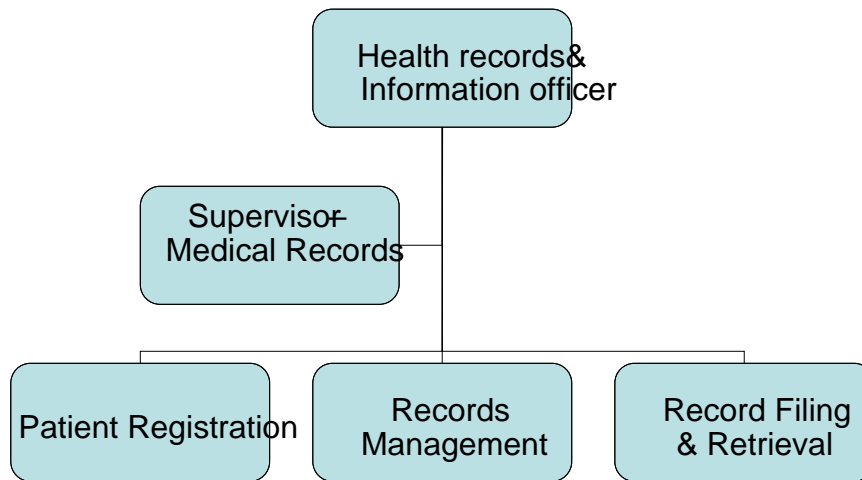 Health records&
Information officer
Supervisor–
Medical Records
Patient Registration
Records
Management
Record Filing
& Retrieval